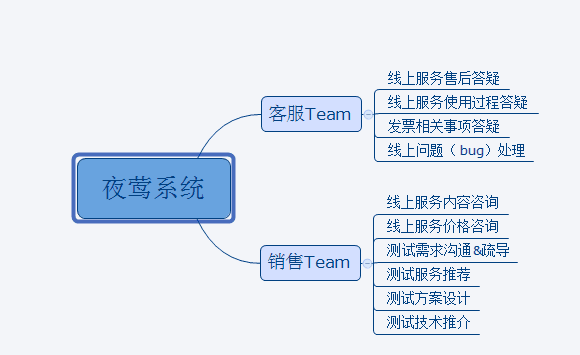 夜莺系统
客服Team
线上服务售后答疑
线上服务使用过程答疑
发票相关事项答疑
线上问题（ bug）处理
销售Team
线上服务内容咨询
线上服务价格咨询
测试需求沟通&疏导
测试服务推荐
测试方案设计
测试技术推介